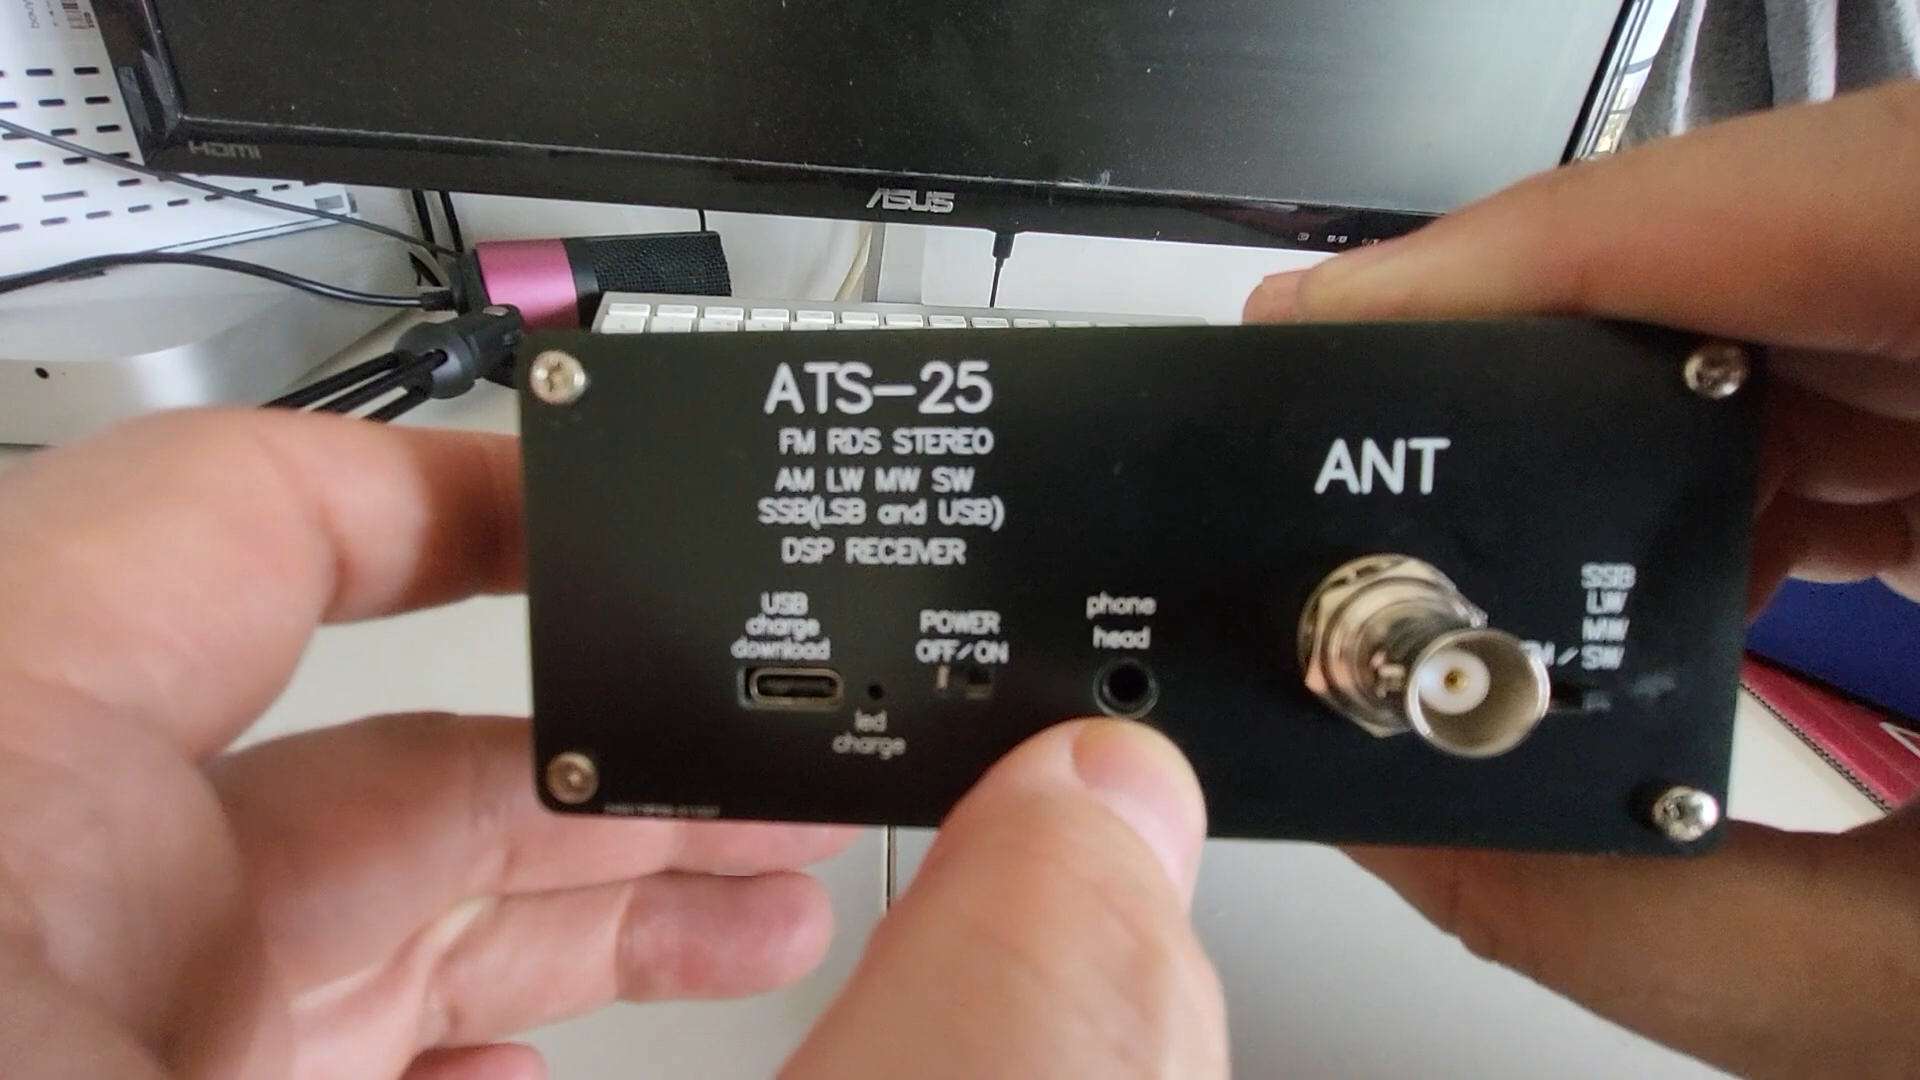 HDMI
ASUS
ATS-25
FM RDS STEREO
AM LW MW SW
SSB(LSB and USB)
DSP RECEIVER
USB
charge
download
led
charge
POWER
OFF/ON
phone
head
ANT
SSB
LW
MW
/SW